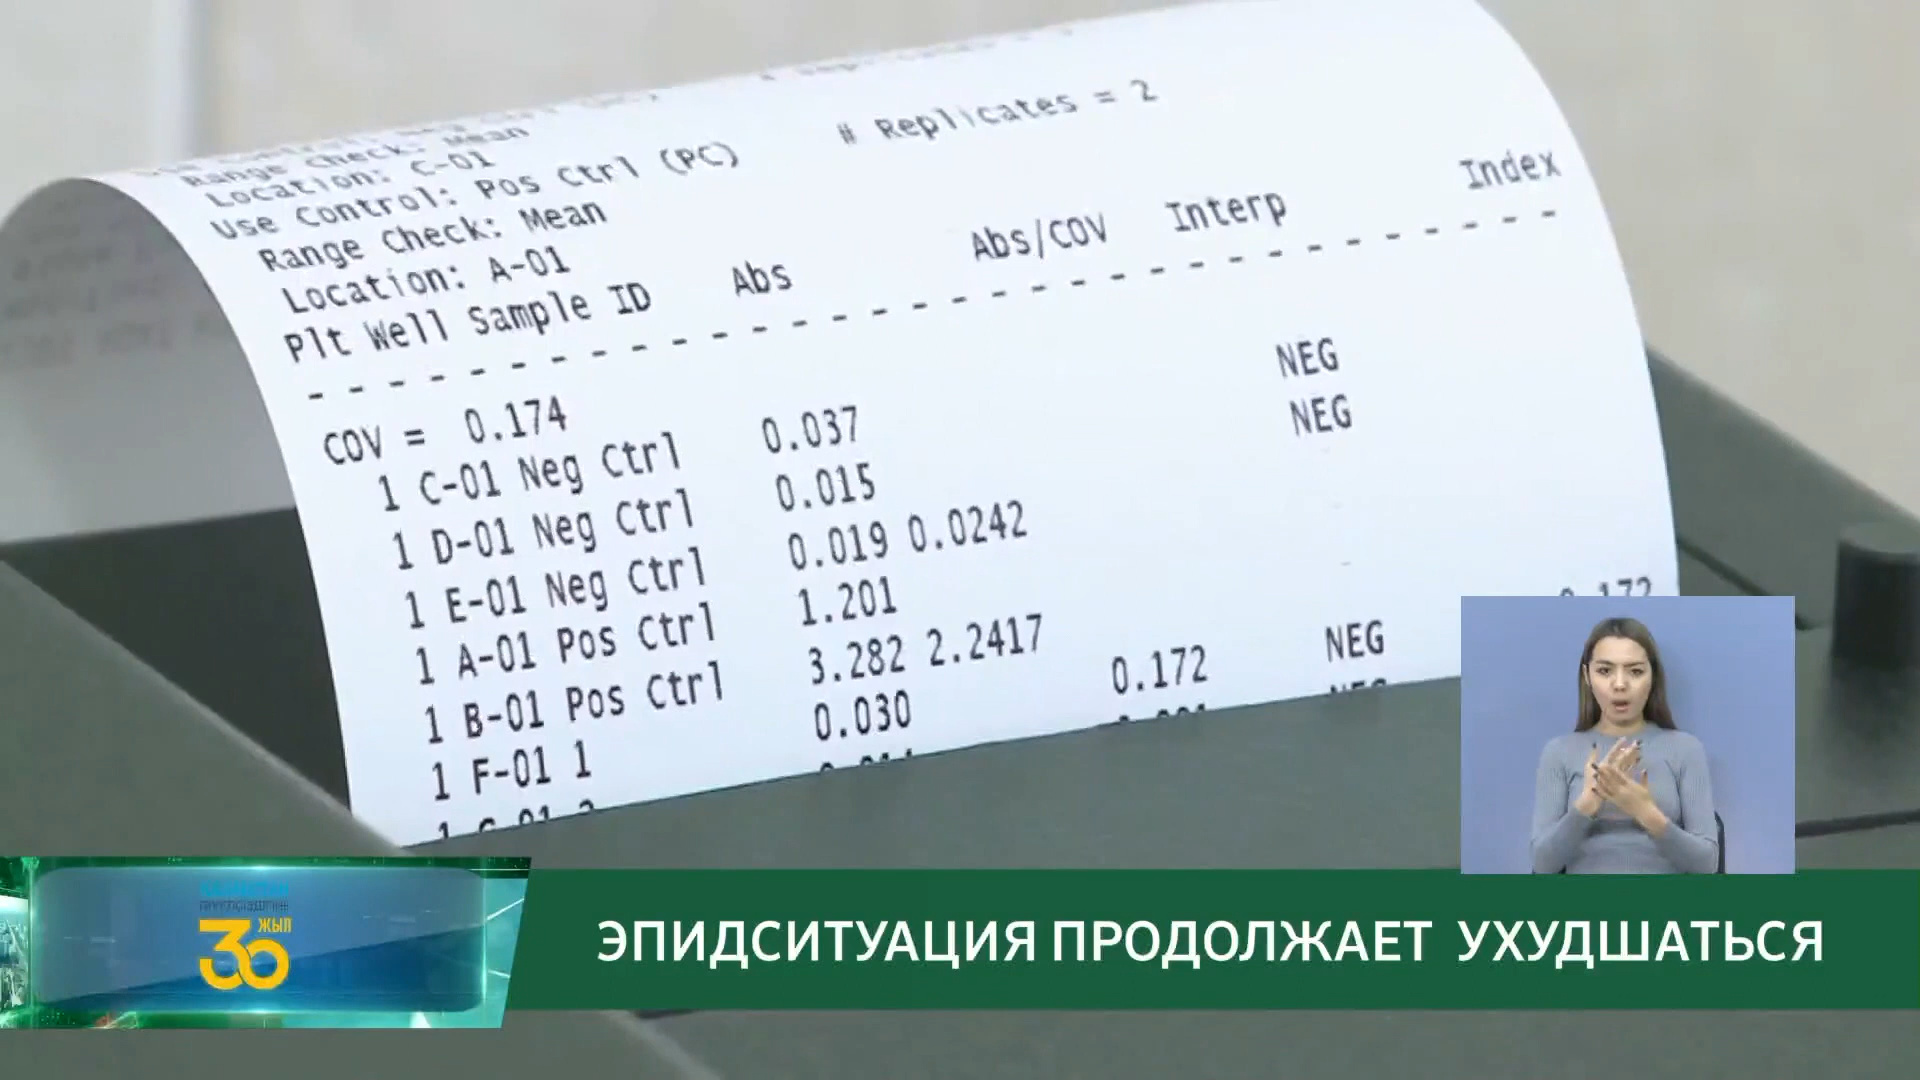 Range Check: Mean
Location: C-01
Use Control: Pos Ctrl (PC) # Replicates = 2
Range Check: Mean
Location: A-01
Plt Well Sample ID Abs Abs/COV Interp Index
- - - - - - - - - - - - - - - - - - - - - - - - - - - - - - - -
COV = 0.174
1 C-01 Neg Ctrl 0.037 NEG
1 D-01 Neg Ctrl 0.015 NEG
1 E-01 Neg Ctrl 0.019 0.0242
1 A-01 Pos Ctrl 1.201
1 B-01 Pos Ctrl 3.282 2.2417
1 F-01 1 0.030 0.172 NEG 0.172
ЖЫЛ
30
ЭПИДСИТУАЦИЯ ПРОДОЛЖАЕТ УХУДШАТЬСЯ